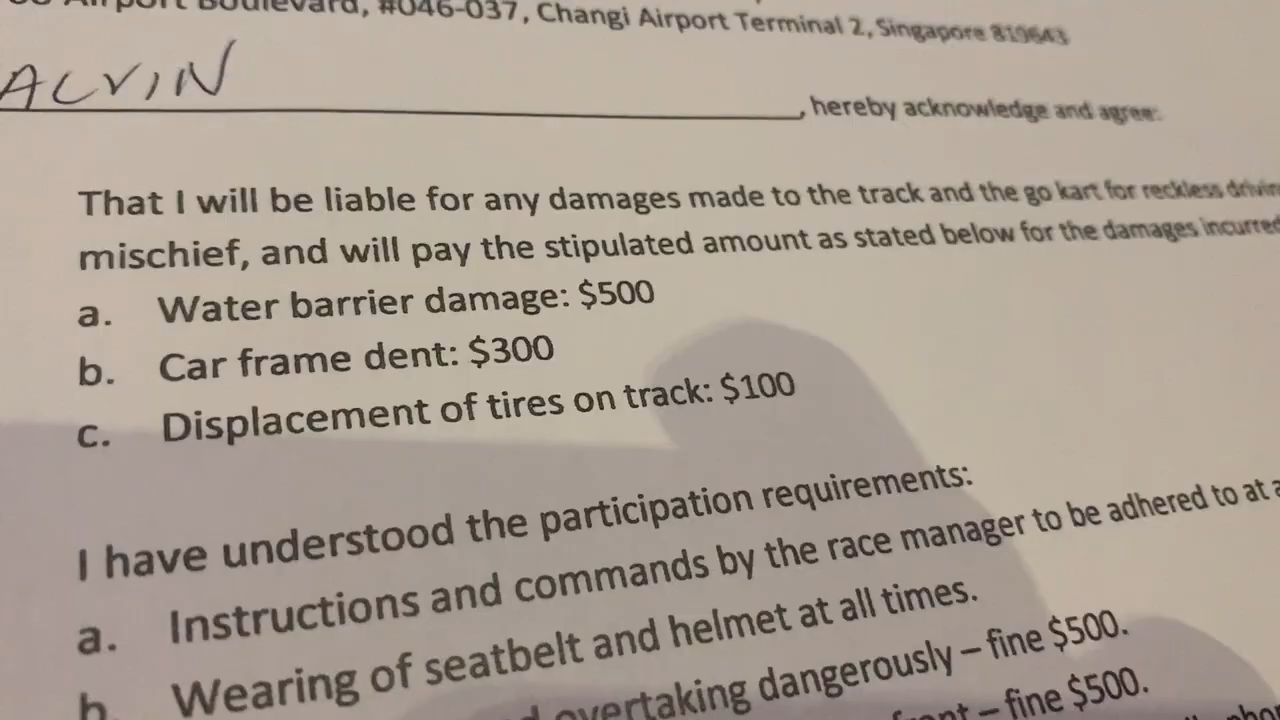 Airport Boulevard, #046-037, Changi Airport Terminal 2, Singapore 819643
ALVIN
, hereby acknowledge and agree:
That I will be liable for any damages made to the track and the go kart for reckless
mischief, and will pay the stipulated amount as stated below for the damages incurred
a. Water barrier damage: $500
b. Car frame dent: $300
c. Displacement of tires on track: $100
I have understood the participation requirements:
a. Instructions and commands by the race manager to be adhered to at
b. Wearing of seatbelt and helmet at all times.
overtaking dangerously – fine $500.
– fine $500.